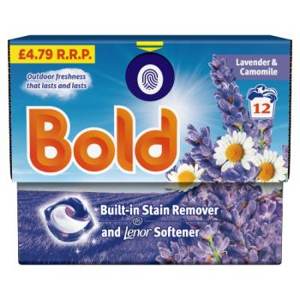 £4.79 R.R.P.
Outdoor freshness
that lasts and lasts
Lavender &
Camomile
12
Bold
Built-in Stain Remover
and Lenor Softener